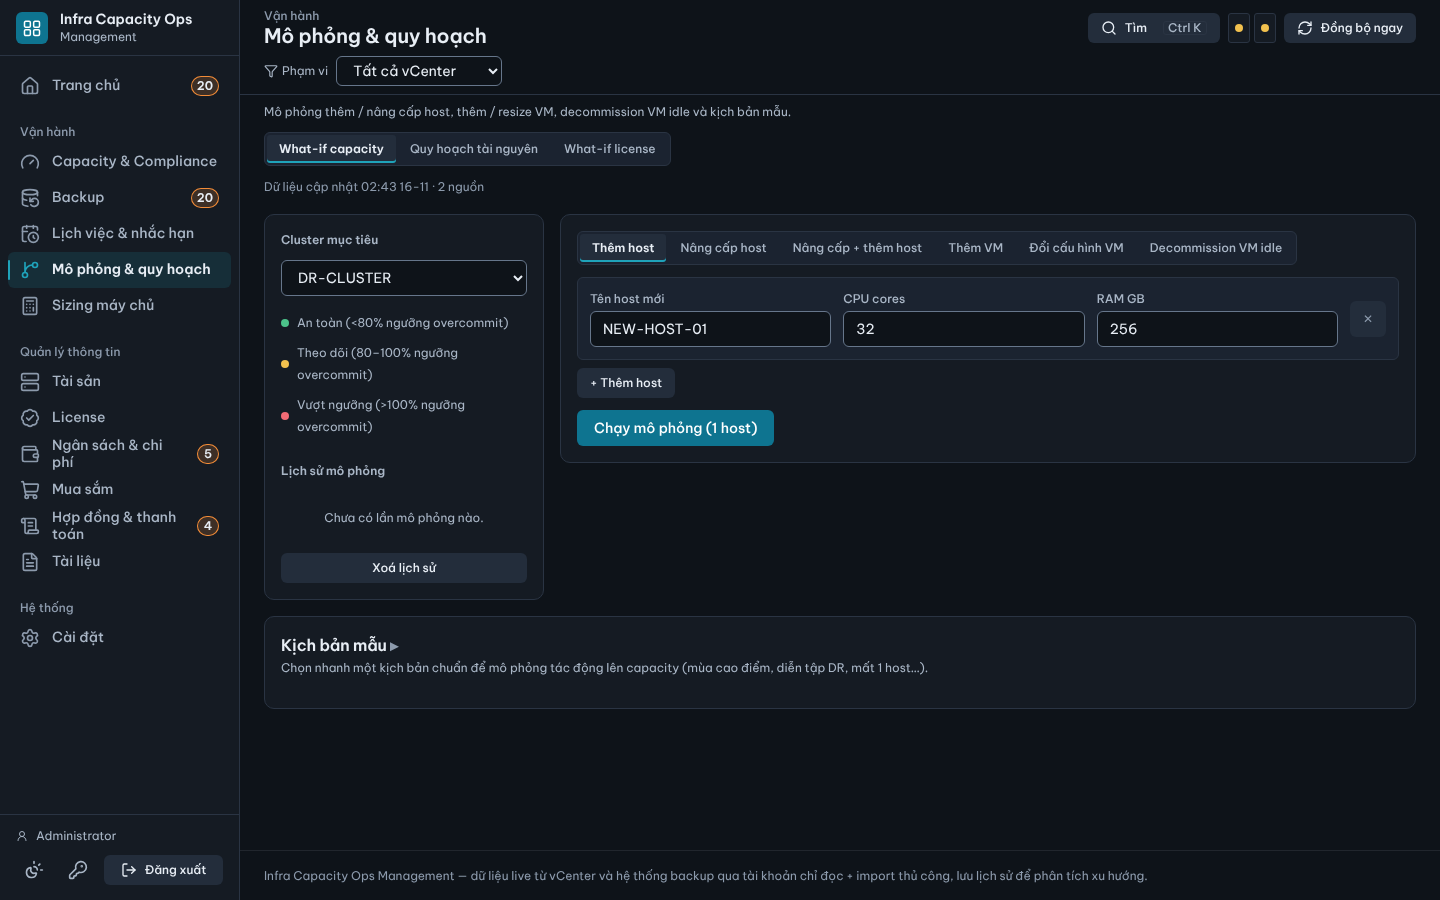 Infra Capacity Ops
Management
Trang chủ 20
Vận hành
Capacity & Compliance
Backup 20
Lịch việc & nhắc hạn
Mô phỏng & quy hoạch
Sizing máy chủ
Quản lý thông tin
Tài sản
License
Ngân sách & chi
phí 5
Mua sắm
Hợp đồng & thanh
toán 4
Tài liệu
Hệ thống
Cài đặt
Administrator
Đăng xuất
Vận hành
Mô phỏng & quy hoạch
Tìm Ctrl K
Đồng bộ ngay
Phạm vi Tất cả vCenter
Mô phỏng thêm / nâng cấp host, thêm / resize VM, decommission VM idle và kịch bản mẫu.
What-if capacity Quy hoạch tài nguyên What-if license
Dữ liệu cập nhật 02:43 16-11 · 2 nguồn
Cluster mục tiêu
DR-CLUSTER
An toàn (<80% ngưỡng overcommit)
Theo dõi (80–100% ngưỡng
overcommit)
Vượt ngưỡng (>100% ngưỡng
overcommit)
Lịch sử mô phỏng
Chưa có lần mô phỏng nào.
Xoá lịch sử
Thêm host Nâng cấp host Nâng cấp + thêm host Thêm VM Đổi cấu hình VM Decommission VM idle
Tên host mới CPU cores RAM GB
NEW-HOST-01 32 256 ×
+ Thêm host
Chạy mô phỏng (1 host)
Kịch bản mẫu ▸
Chọn nhanh một kịch bản chuẩn để mô phỏng tác động lên capacity (mùa cao điểm, diễn tập DR, mất 1 host...).
Infra Capacity Ops Management — dữ liệu live từ vCenter và hệ thống backup qua tài khoản chỉ đọc + import thủ công, lưu lịch sử để phân tích xu hướng.